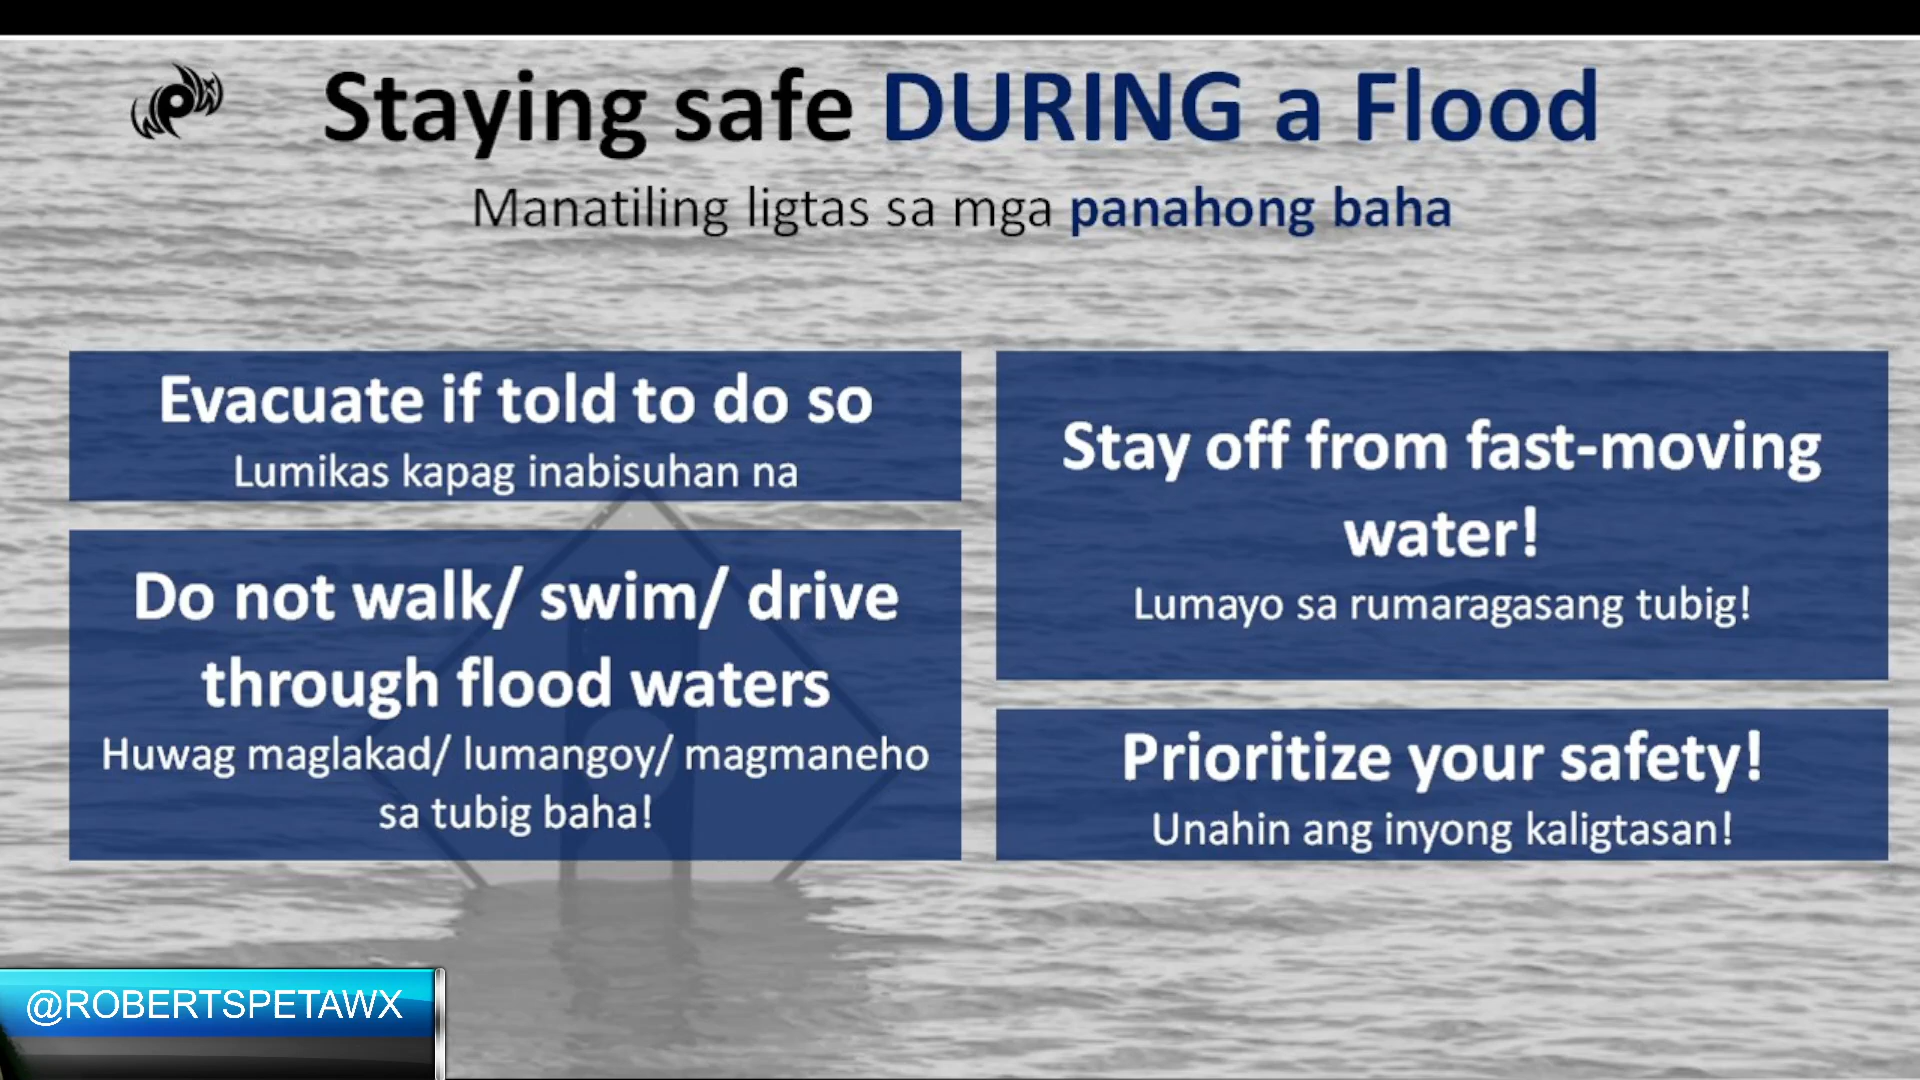 Staying safe DURING a Flood
Manatiling ligtas sa mga panahong baha
Evacuate if told to do so
Lumikas kapag inabisuhan na
Do not walk/ swim/ drive
through flood waters
Huwag maglakad/ lumangoy/ magmaneho
sa tubig baha!
Stay off from fast-moving
water!
Lumayo sa rumaragasang tubig!
Prioritize your safety!
Unahin ang inyong kaligtasan!
@ROBERTSPETAWX